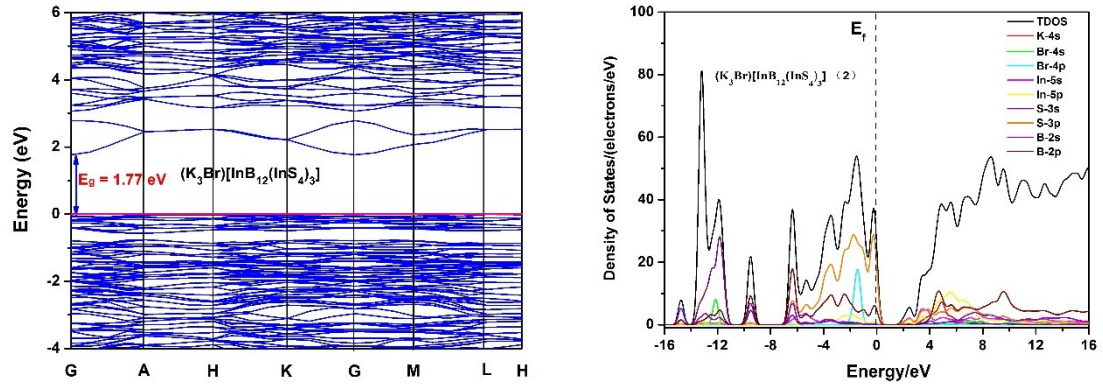 6
4
2
0
-2
-4
Energy (eV)
E_g = 1.77 eV
(K₃Br)[InB₁₂(InS₄)₃]
G A H K G M L H
100
80
60
40
20
0
Density of States/(electrons/eV)
E_f
(K₃Br)[InB₁₂(InS₄)₃] (2)
TDOS
K-4s
Br-4s
Br-4p
In-5s
In-5p
S-3s
S-3p
B-2s
B-2p
-16 -12 -8 -4 0 4 8 12 16
Energy/eV